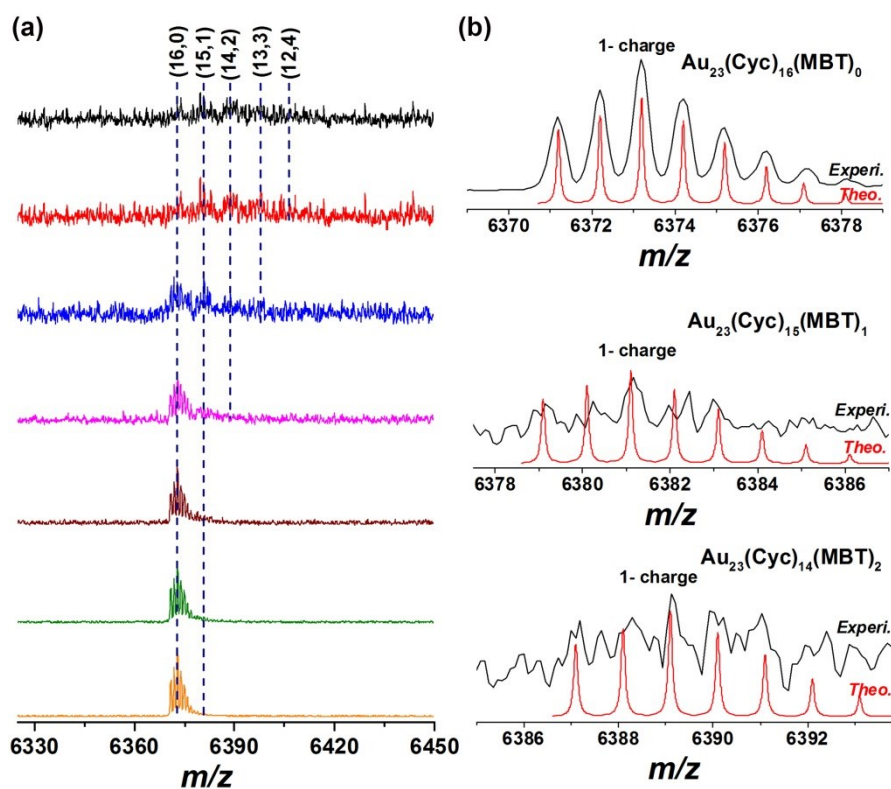 (a)
(16,0)
(15,1)
(14,2)
(13,3)
(12,4)
6330 6360 6390 6420 6450
m/z
(b)
1- charge
Au₂₃(Cyc)₁₆(MBT)₀
Experi.
Theo.
6370 6372 6374 6376 6378
m/z
Au₂₃(Cyc)₁₅(MBT)₁
1- charge
Experi.
Theo.
6378 6380 6382 6384 6386
m/z
Au₂₃(Cyc)₁₄(MBT)₂
1- charge
Experi.
Theo.
6386 6388 6390 6392
m/z